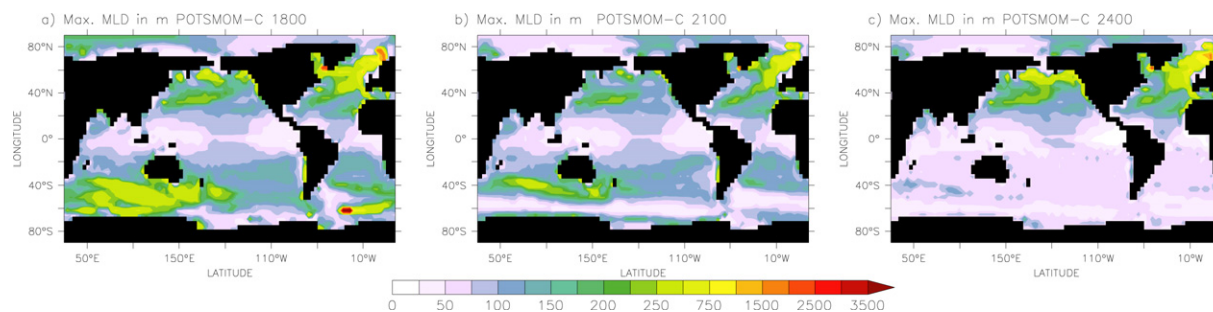 a) Max. MLD in m POTSMOM-C 1800
b) Max. MLD in m POTSMOM-C 2100
c) Max. MLD in m POTSMOM-C 2400
80°N
40°N
0°
40°S
80°S
LONGITUDE
50°E 150°E 110°W 10°W
LATITUDE
80°N
40°N
0°
40°S
80°S
LONGITUDE
50°E 150°E 110°W 10°W
LATITUDE
80°N
40°N
0°
40°S
80°S
LONGITUDE
50°E 150°E 110°W 10°W
LATITUDE
0 50 100 150 200 250 750 1500 2500 3500